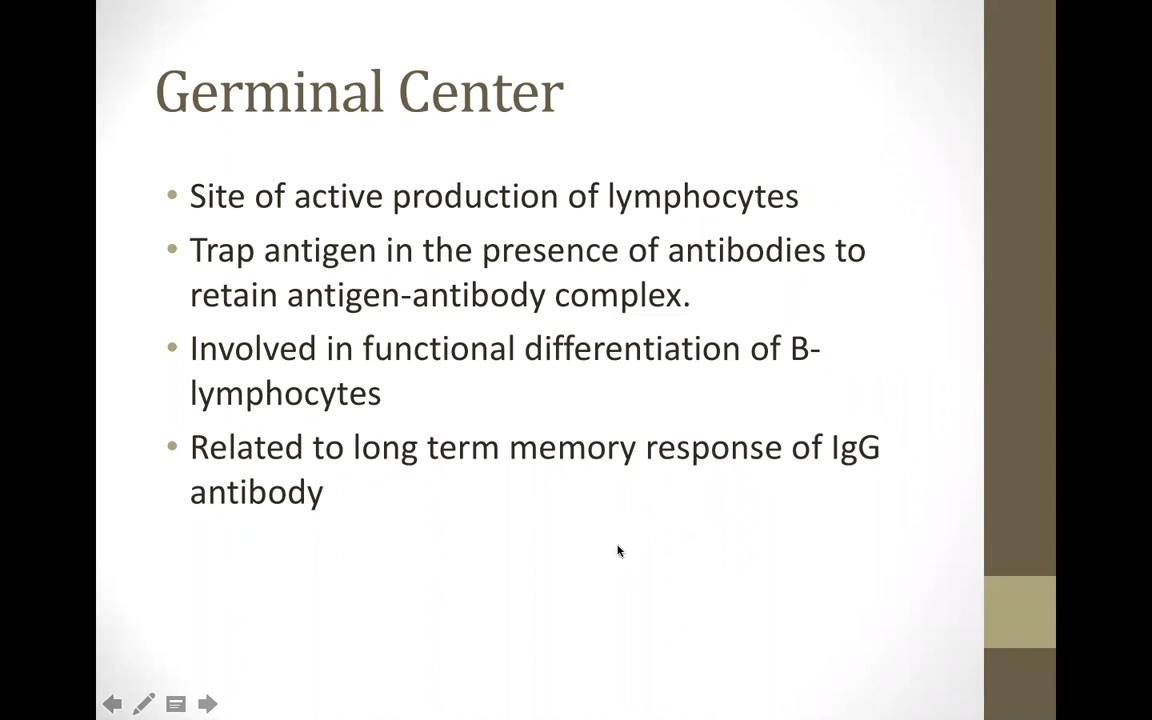 Germinal Center
• Site of active production of lymphocytes
• Trap antigen in the presence of antibodies to
retain antigen-antibody complex.
• Involved in functional differentiation of B-
lymphocytes
• Related to long term memory response of IgG
antibody